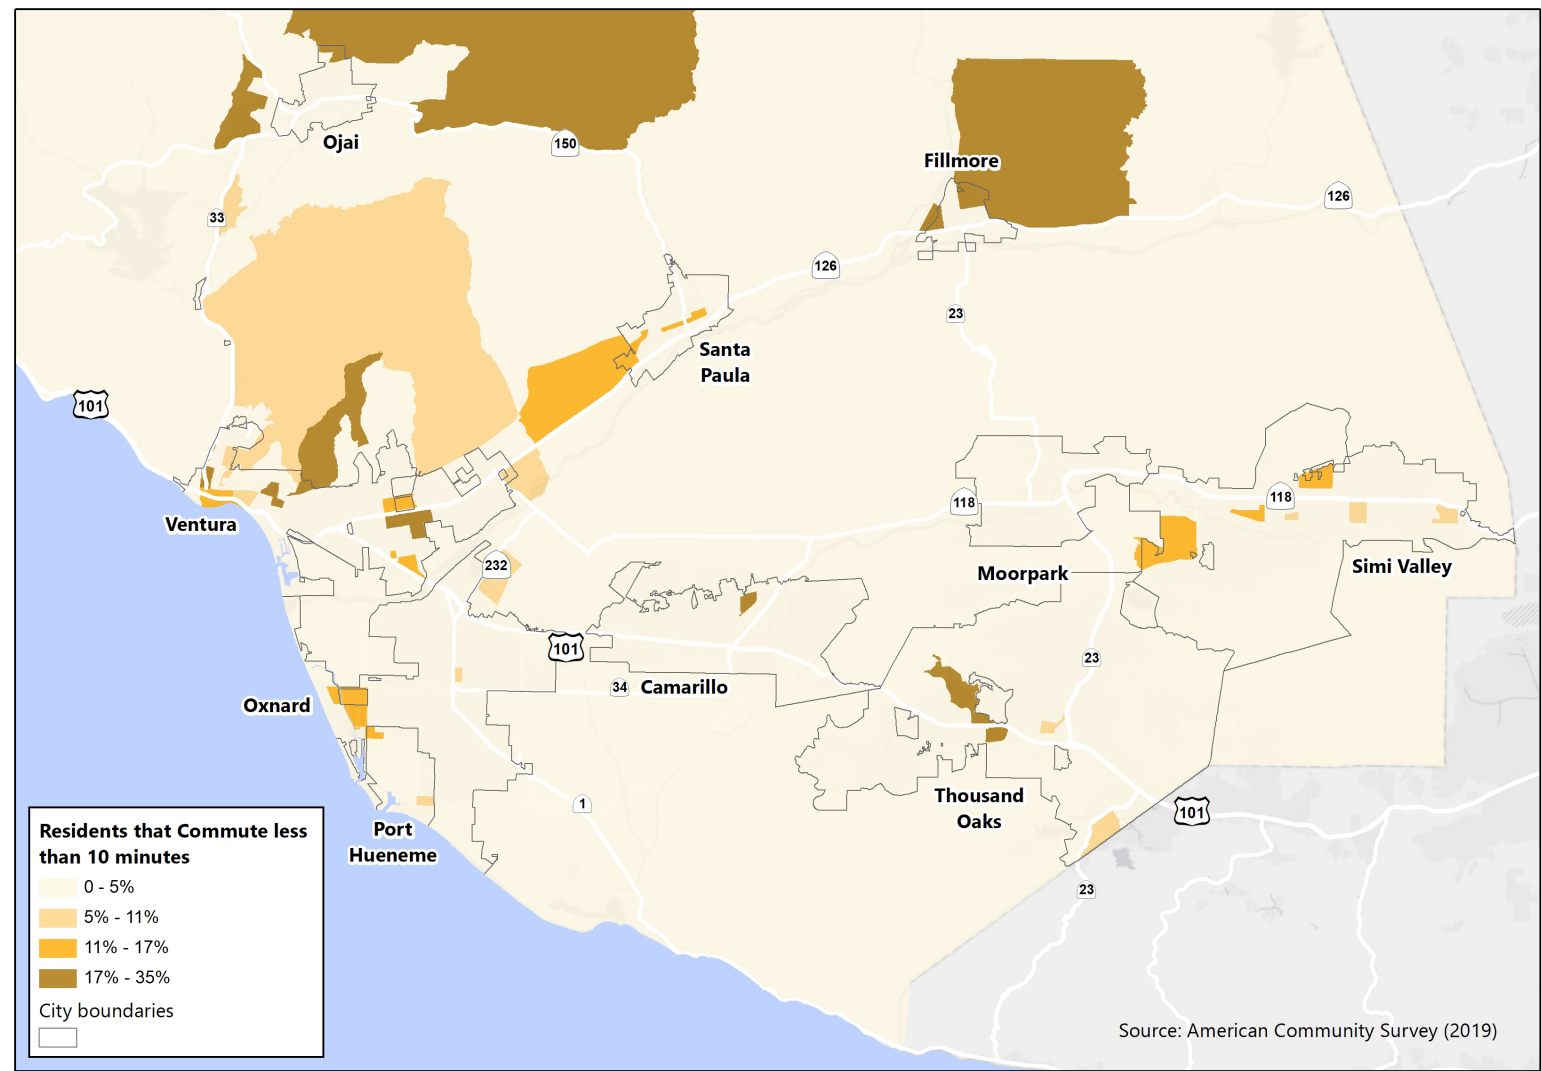 Ojai
150
Fillmore
33
126
126
23
Santa
Paula
101
118
118
Ventura
232
Moorpark
Simi Valley
101
23
34
Camarillo
Oxnard
Thousand
Oaks
1
101
Port
Hueneme
23
Residents that Commute less
than 10 minutes
0 - 5%
5% - 11%
11% - 17%
17% - 35%
City boundaries
Source: American Community Survey (2019)